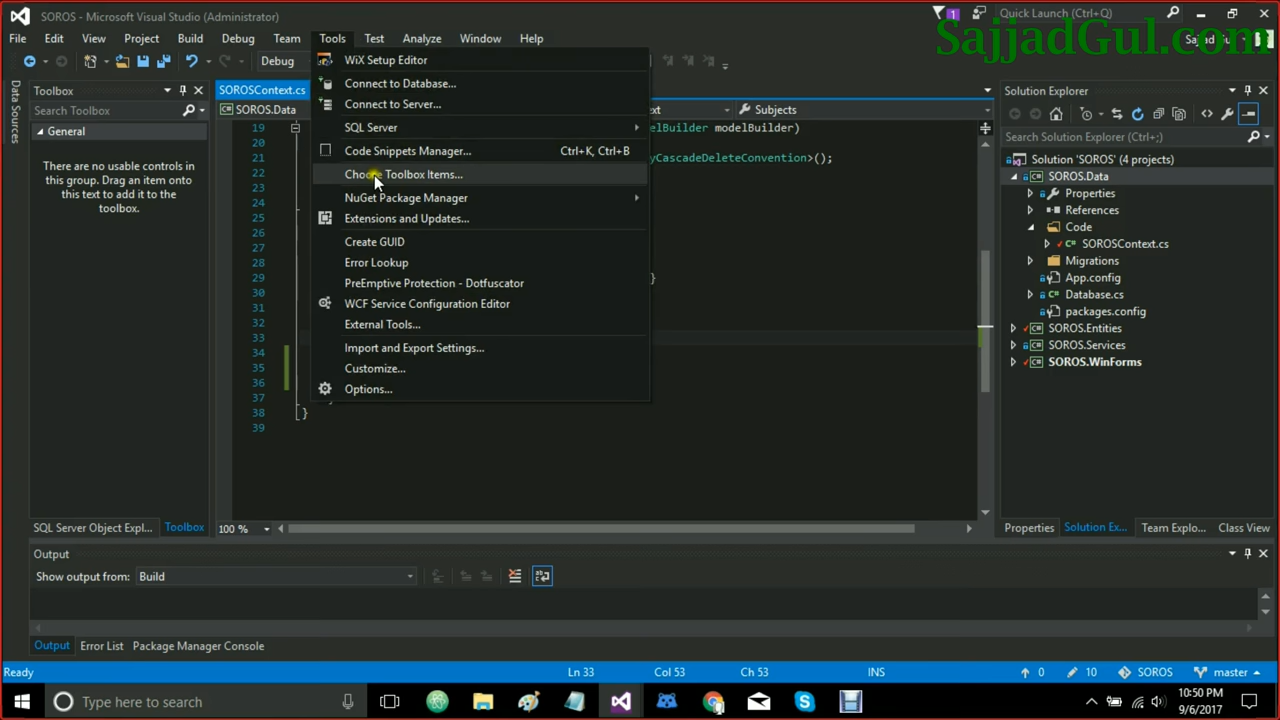 SOROS - Microsoft Visual Studio (Administrator)
1
Quick Launch (Ctrl+Q)
SajjadGul.com
File Edit View Project Build Debug Team Tools Test Analyze Window Help
Debug
WiX Setup Editor
Connect to Database...
Connect to Server...
SQL Server
Code Snippets Manager... Ctrl+K, Ctrl+B
Choose Toolbox Items...
NuGet Package Manager
Extensions and Updates...
Create GUID
Error Lookup
PreEmptive Protection - Dotfuscator
WCF Service Configuration Editor
External Tools...
Import and Export Settings...
Customize...
Options...
Data Sources
Toolbox
Search Toolbox
General
There are no usable controls in
this group. Drag an item onto
this text to add it to the
toolbox.
SQL Server Object Expl... Toolbox
SOROSContext.cs
SOROS.Data
ext
Subjects
19
20
21
22
23
24
25
26
27
28
29
30
31
32
33
34
35
36
37
38
39
elBuilder modelBuilder)
yCascadeDeleteConvention>();
}
}
100 %
Solution Explorer
Search Solution Explorer (Ctrl+;)
Solution 'SOROS' (4 projects)
SOROS.Data
Properties
References
Code
SOROSContext.cs
Migrations
App.config
Database.cs
packages.config
SOROS.Entities
SOROS.Services
SOROS.WinForms
Properties Solution Ex... Team Explo... Class View
Output
Show output from: Build
Output Error List Package Manager Console
Ready Ln 33 Col 53 Ch 53 INS 0 10 SOROS master
Type here to search
10:50 PM
9/6/2017